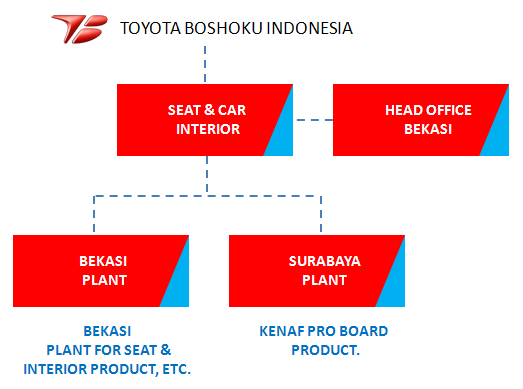 TOYOTA BOSHOKU INDONESIA
SEAT & CAR
INTERIOR
HEAD OFFICE
BEKASI
BEKASI
PLANT
SURABAYA
PLANT
BEKASI
PLANT FOR SEAT &
INTERIOR PRODUCT, ETC.
KENAF PRO BOARD
PRODUCT.